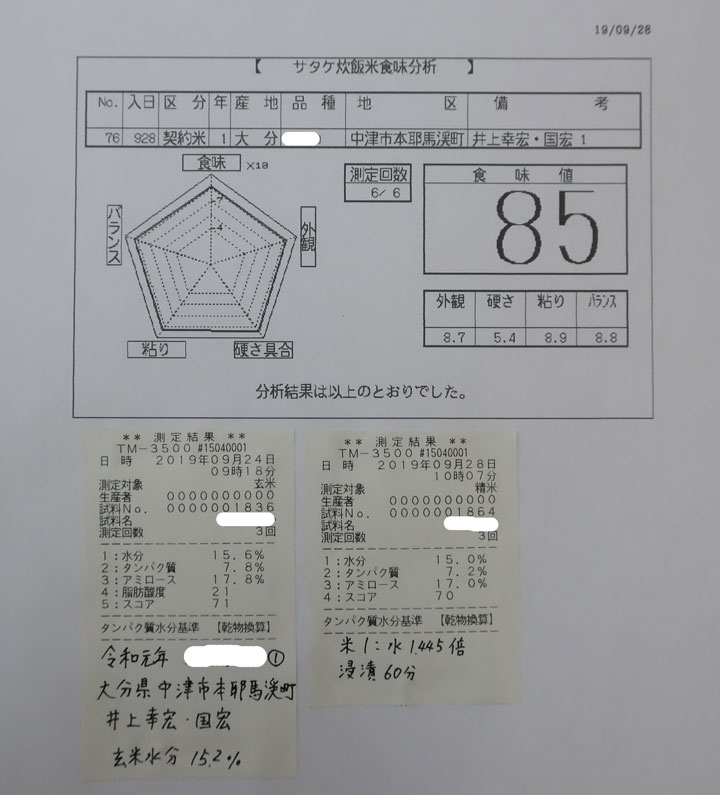 19/09/28
【 サタケ炊飯米食味分析 】
No. 入日 区分 年 産地 品種 地区 備考
76 928 契約米 1 大分 中津市本耶馬渓町 井上幸宏・国宏 1
食味 ×10
バランス
外観
粘り
硬さ具合
7
4
測定回数
6/ 6
食味値
85
外観 硬さ 粘り バランス
8.7 5.4 8.9 8.8
分析結果は以上のとおりでした。
** 測定結果 **
TM-3500 #15040001
日時 2019年09月24日
09時18分
測定対象 玄米
生産者 0000000000
試料No. 0000001836
試料名
測定回数 3回
1:水分 15.6%
2:タンパク質 7.8%
3:アミロース 17.8%
4:脂肪酸度 21
5:スコア 71
タンパク質水分基準 【乾物換算】
令和元年 ①
大分県中津市本耶馬渓町
井上幸宏・国宏
玄米水分 15.2%
** 測定結果 **
TM-3500 #15040001
日時 2019年09月28日
10時07分
測定対象 精米
生産者 0000000000
試料No. 0000001864
試料名
測定回数 3回
1:水分 15.0%
2:タンパク質 7.2%
3:アミロース 17.0%
4:スコア 70
タンパク質水分基準 【乾物換算】
米1:水1.445倍
浸漬60分